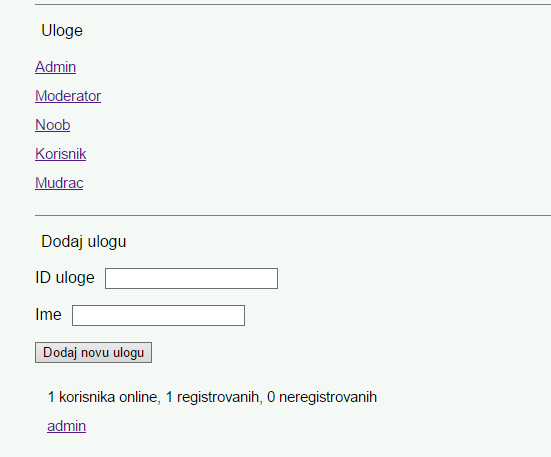 Uloge
Admin
Moderator
Noob
Korisnik
Mudrac
Dodaj ulogu
ID uloge
Ime
Dodaj novu ulogu
1 korisnika online, 1 registrovanih, 0 neregistrovanih
admin